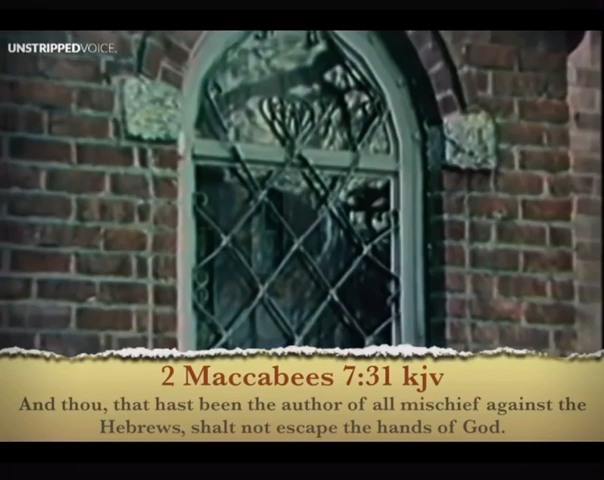 UNSTRIPPEDVOICE.
2 Maccabees 7:31 kjv
And thou, that hast been the author of all mischief against the
Hebrews, shalt not escape the hands of God.